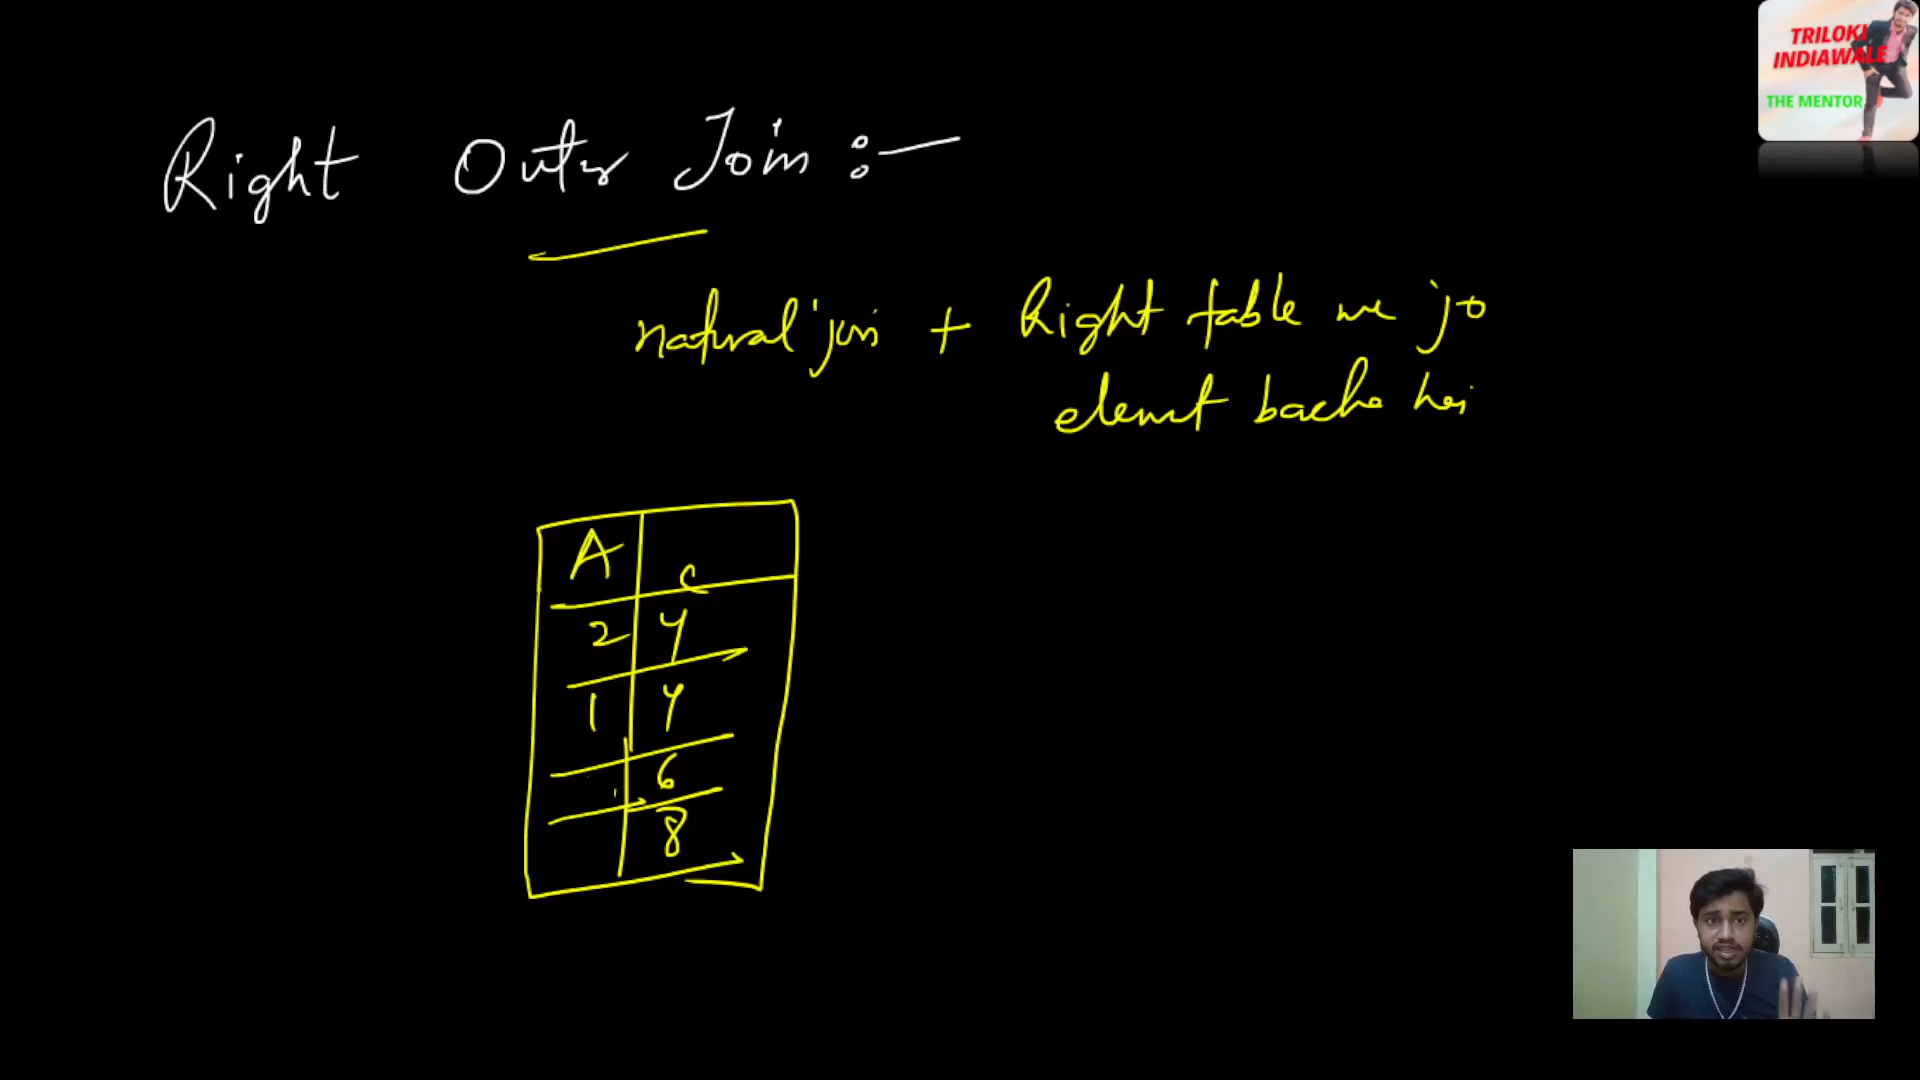 TRILOKI
INDIAWALE
THE MENTOR
Right Outer Join :-
natural join + Right table me jo
element bache hai
A C
2 4
1 4
6
8